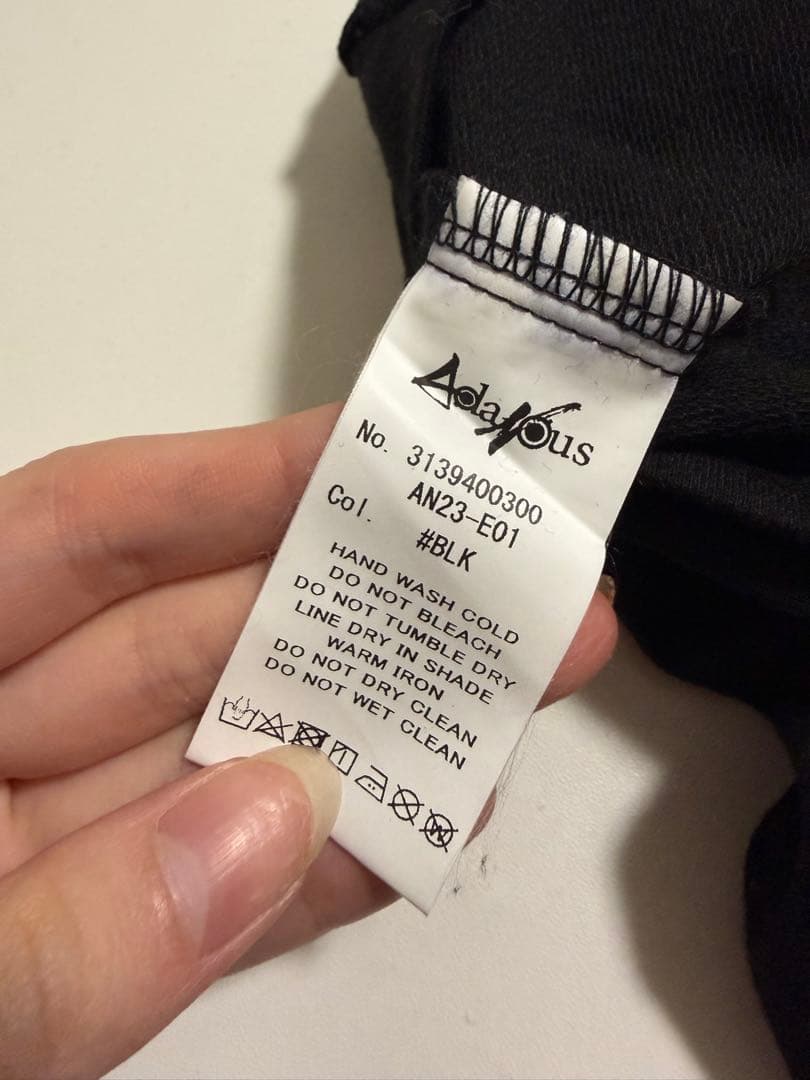 AdaNous
No. 3139400300
AN23-E01
Col. #BLK
HAND WASH COLD
DO NOT BLEACH
DO NOT TUMBLE DRY
LINE DRY IN SHADE
WARM IRON
DO NOT DRY CLEAN
DO NOT WET CLEAN
W